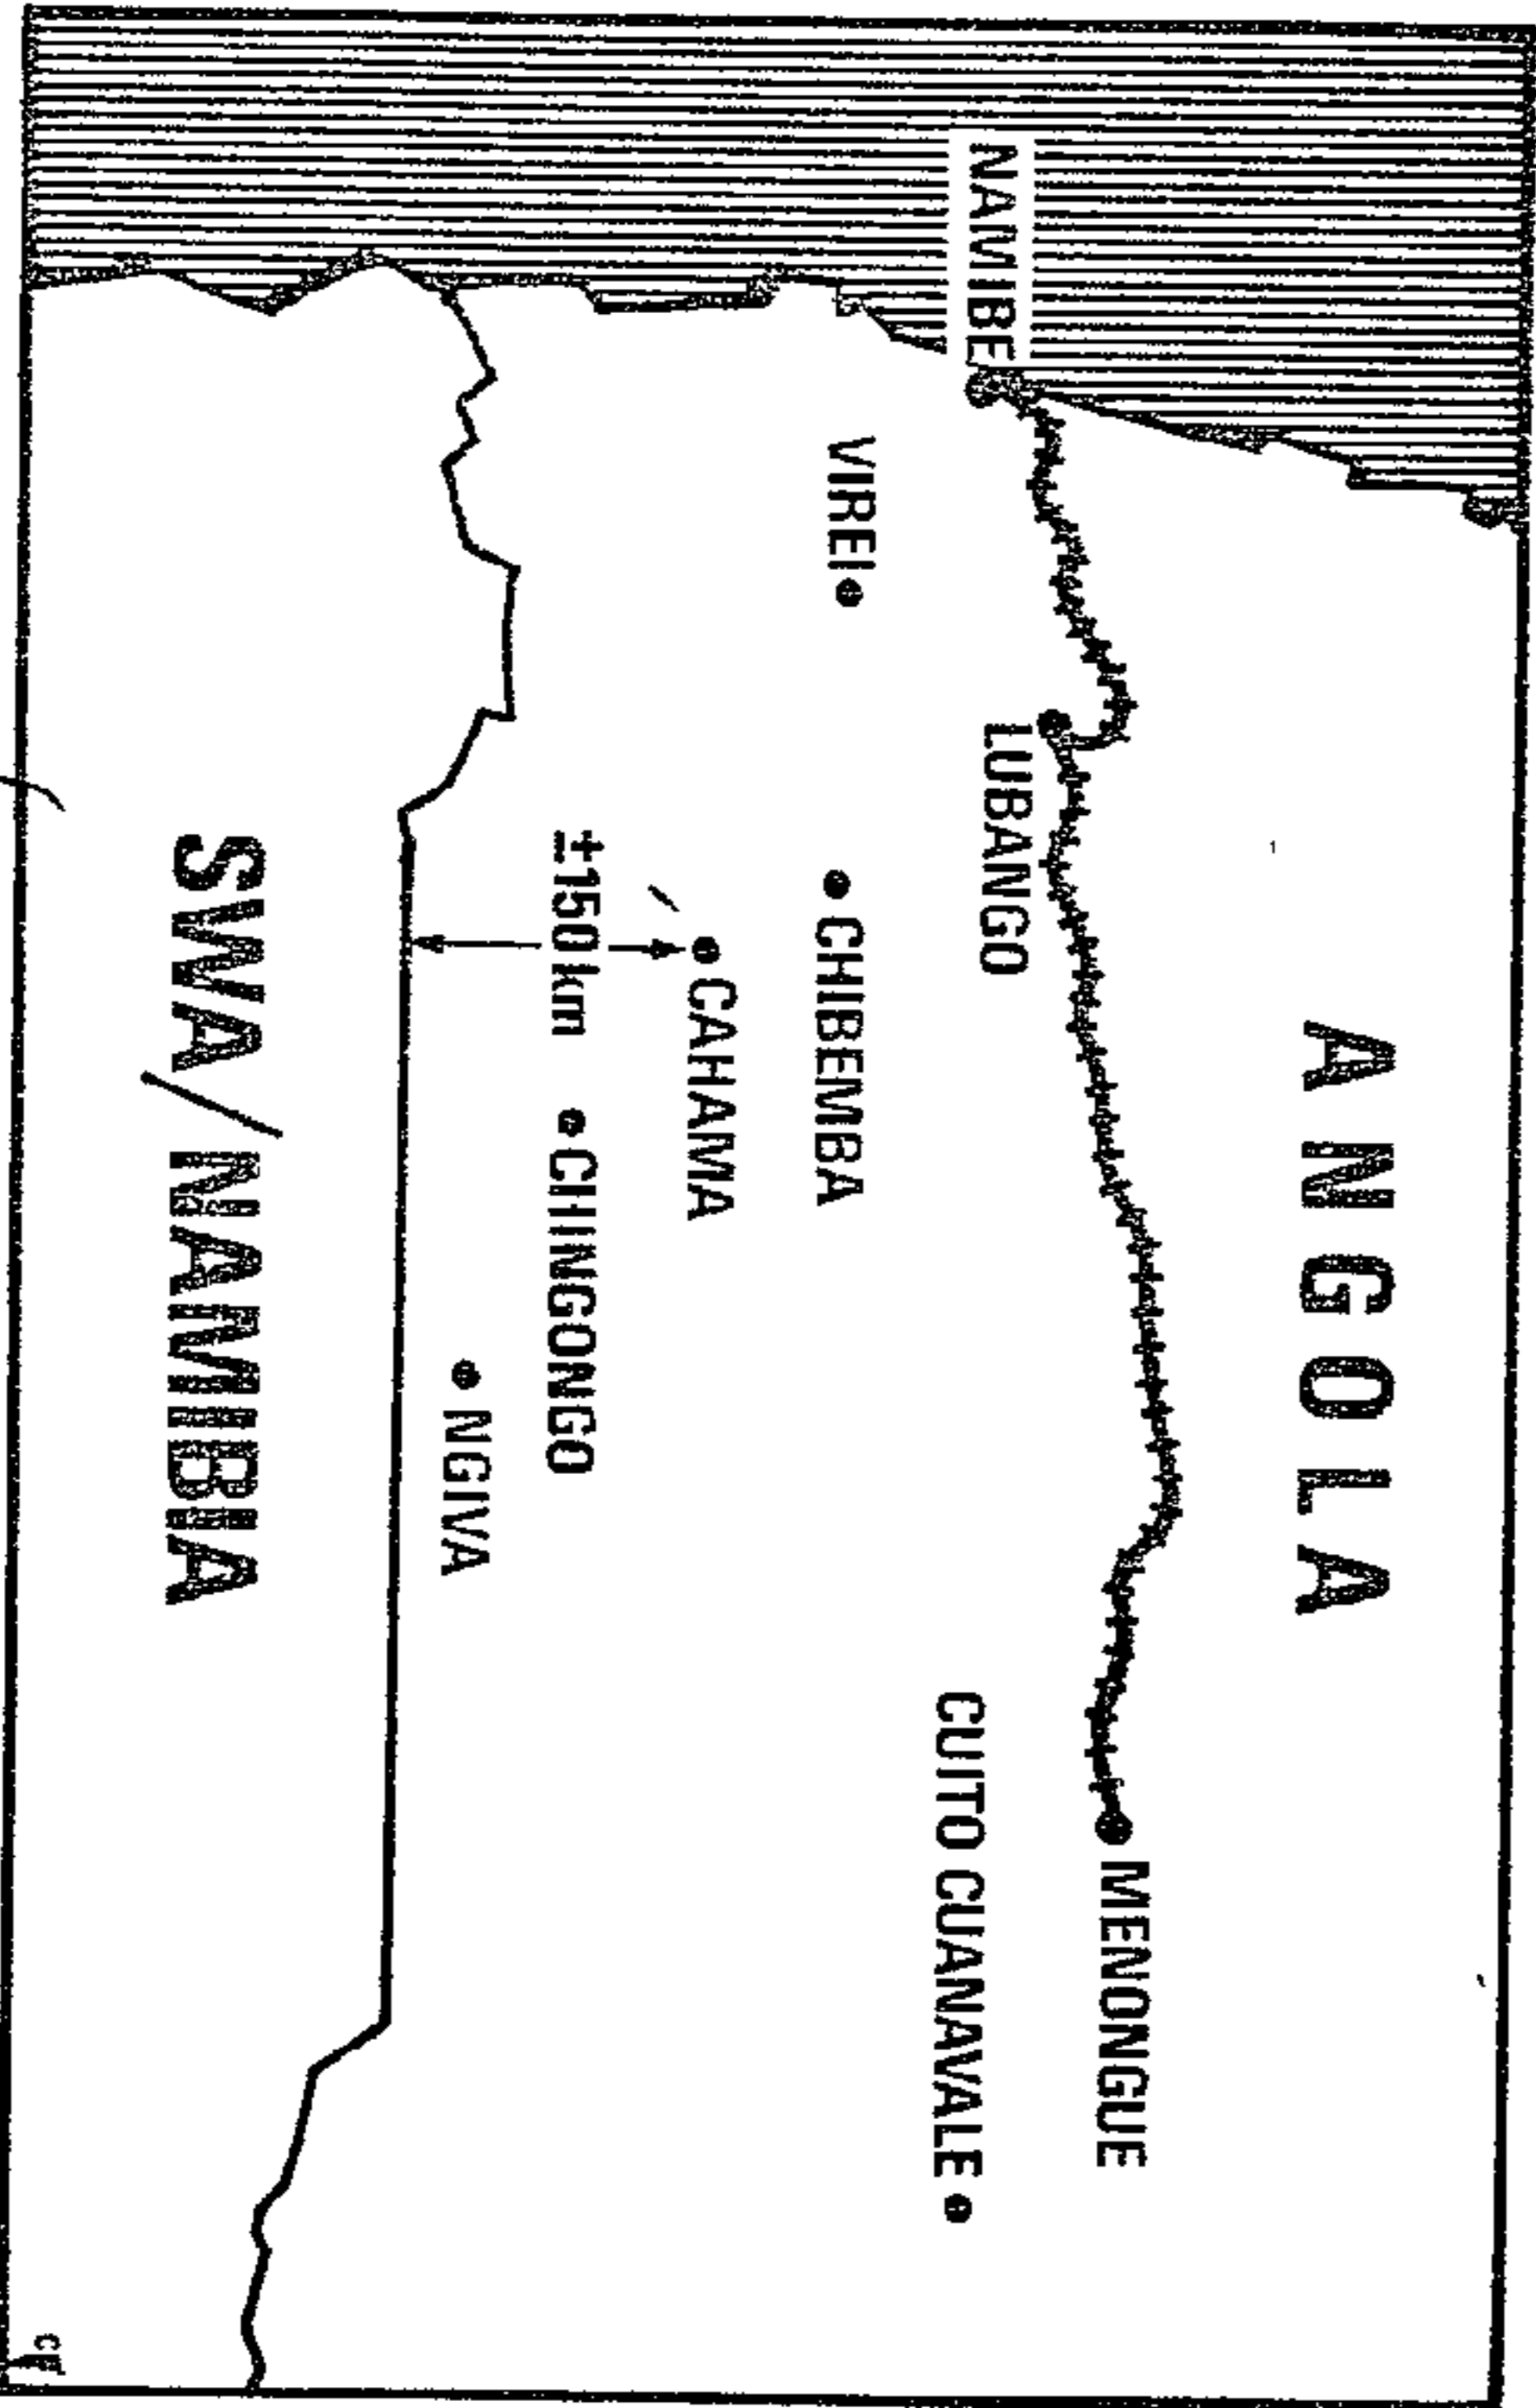 ANGOLA
MENONGUE
NAMIBE
LUBANGO
CUITO CUANAVALE
VIREI
CHIBEMBA
CAHAMA
±150 km
CHINGONGO
NGIVA
SWA/NAMIBIA